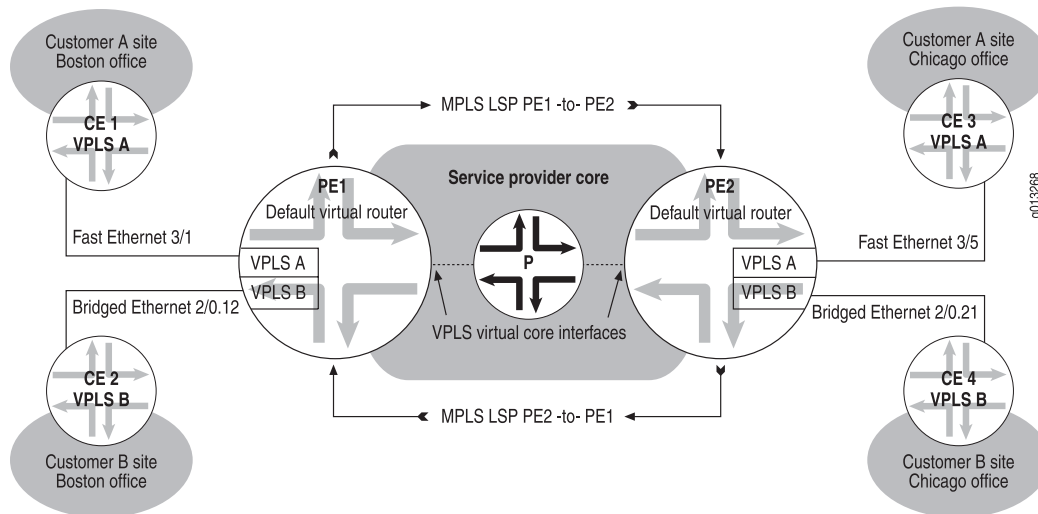 Customer A site
Boston office
CE 1
VPLS A
Customer A site
Chicago office
CE 3
VPLS A
MPLS LSP PE1 -to- PE2
PE1
Default virtual router
Service provider core
PE2
Default virtual router
P
Fast Ethernet 3/1
VPLS A
VPLS B
VPLS A
VPLS B
Fast Ethernet 3/5
Bridged Ethernet 2/0.12
VPLS virtual core interfaces
Bridged Ethernet 2/0.21
CE 2
VPLS B
Customer B site
Boston office
MPLS LSP PE2 -to- PE1
CE 4
VPLS B
Customer B site
Chicago office
g013268